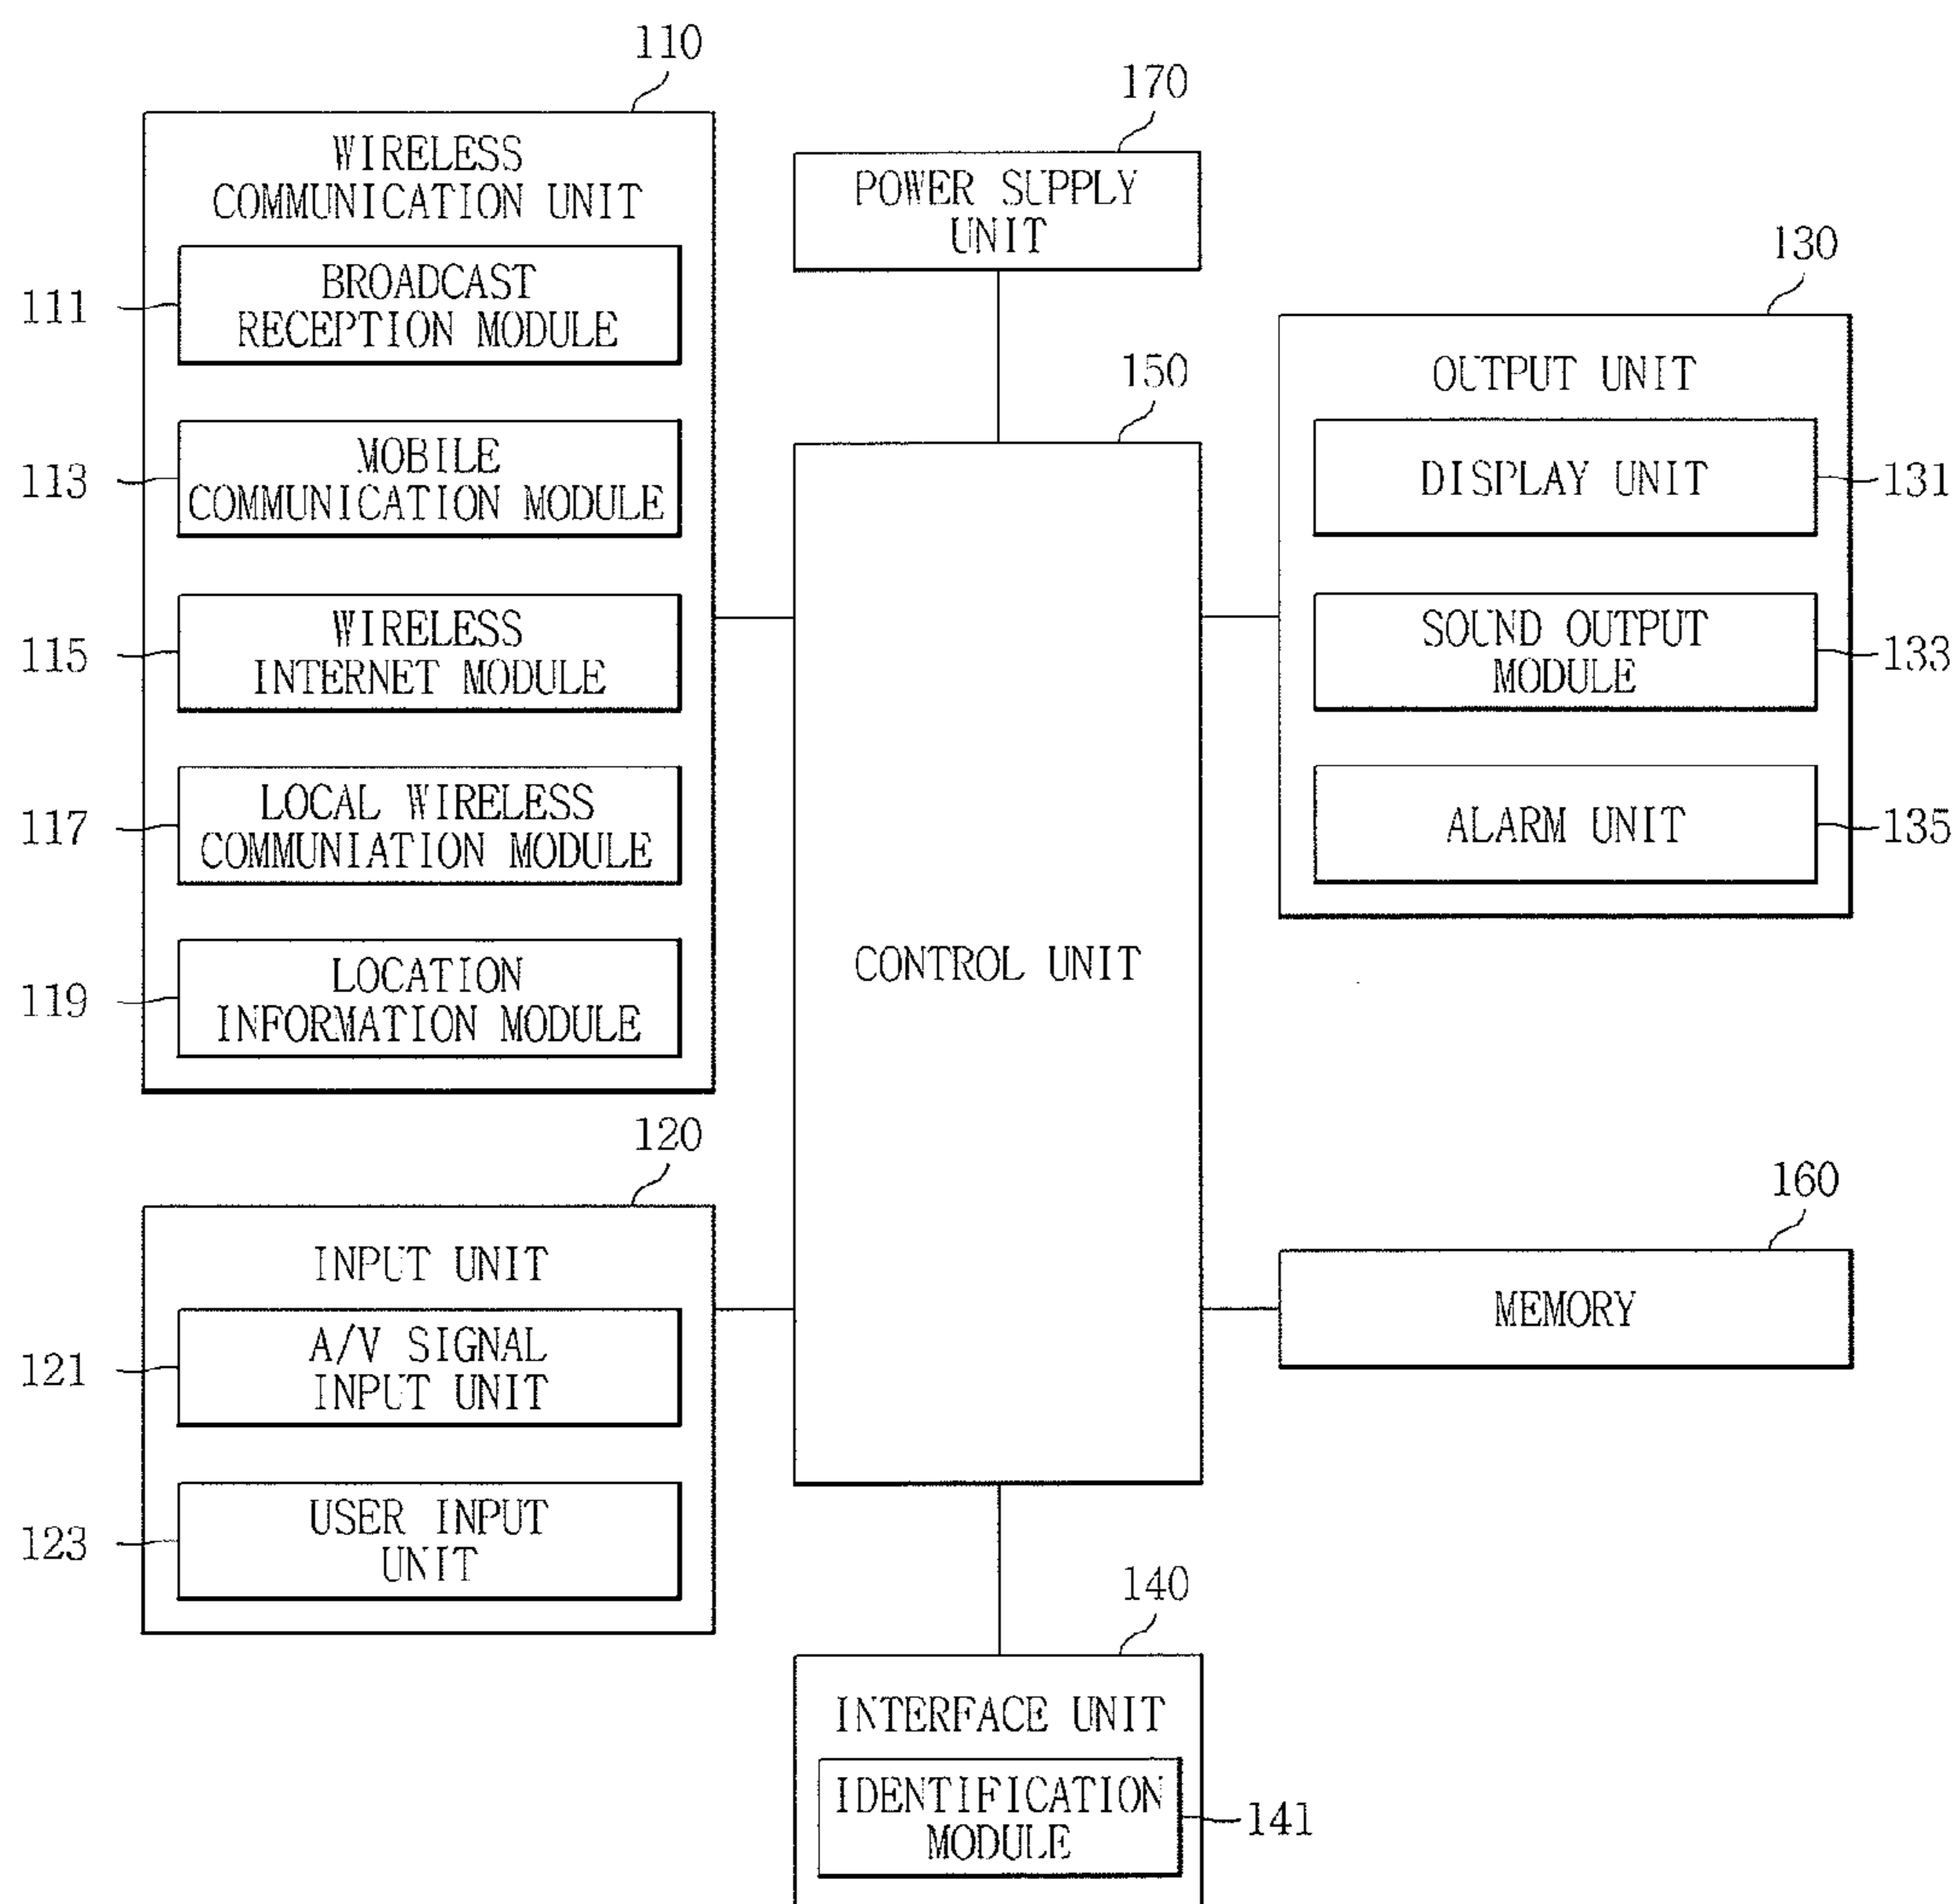 110
WIRELESS
COMMUNICATION UNIT
111
BROADCAST
RECEPTION MODULE
113
MOBILE
COMMUNICATION MODULE
115
WIRELESS
INTERNET MODULE
117
LOCAL WIRELESS
COMMUNIATION MODULE
119
LOCATION
INFORMATION MODULE
170
POWER SUPPLY
UNIT
150
CONTROL UNIT
130
OUTPUT UNIT
DISPLAY UNIT
131
SOUND OUTPUT
MODULE
133
ALARM UNIT
135
120
INPUT UNIT
121
A/V SIGNAL
INPUT UNIT
123
USER INPUT
UNIT
160
MEMORY
140
INTERFACE UNIT
IDENTIFICATION
MODULE
141